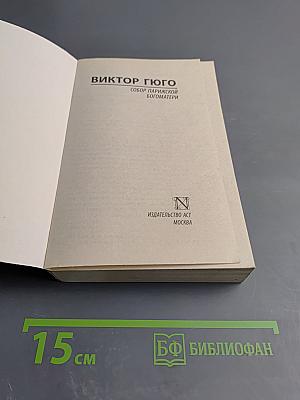 ВИКТОР ГЮГО
СОБОР ПАРИЖСКОЙ
БОГОМАТЕРИ
N
ИЗДАТЕЛЬСТВО АСТ
МОСКВА
15 см
БФ БИБЛИОФАН